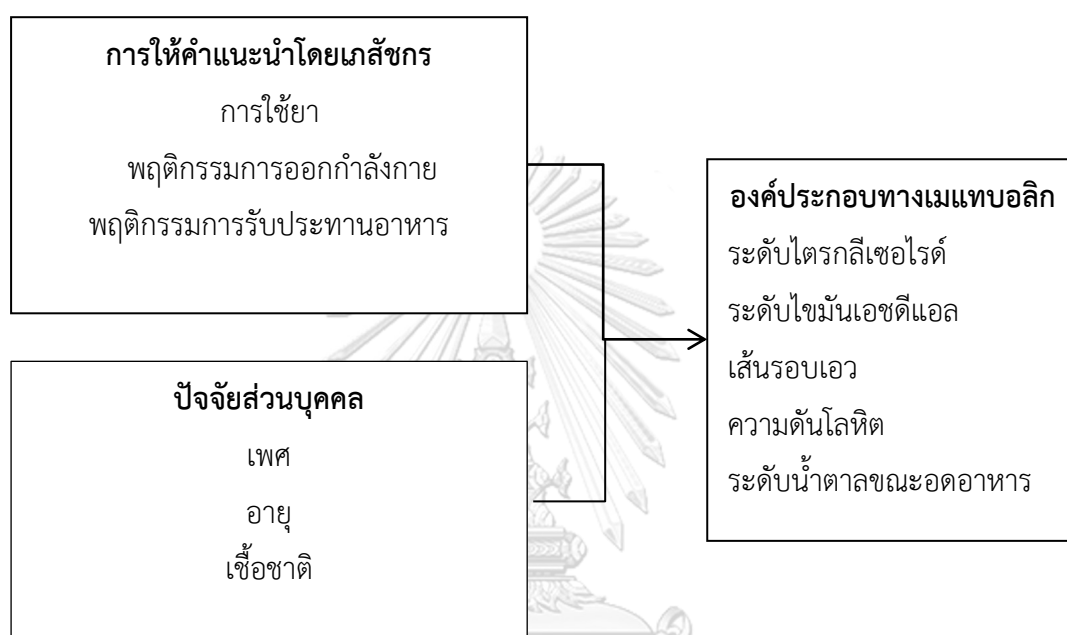 การให้คำแนะนำโดยเภสัชกร
การใช้ยา
พฤติกรรมการออกกำลังกาย
พฤติกรรมการรับประทานอาหาร
ปัจจัยส่วนบุคคล
เพศ
อายุ
เชื้อชาติ
องค์ประกอบทางเมแทบอลิก
ระดับไตรกลีเซอไรด์
ระดับไขมันเอชดีแอล
เส้นรอบเอว
ความดันโลหิต
ระดับน้ำตาลขณะอดอาหาร